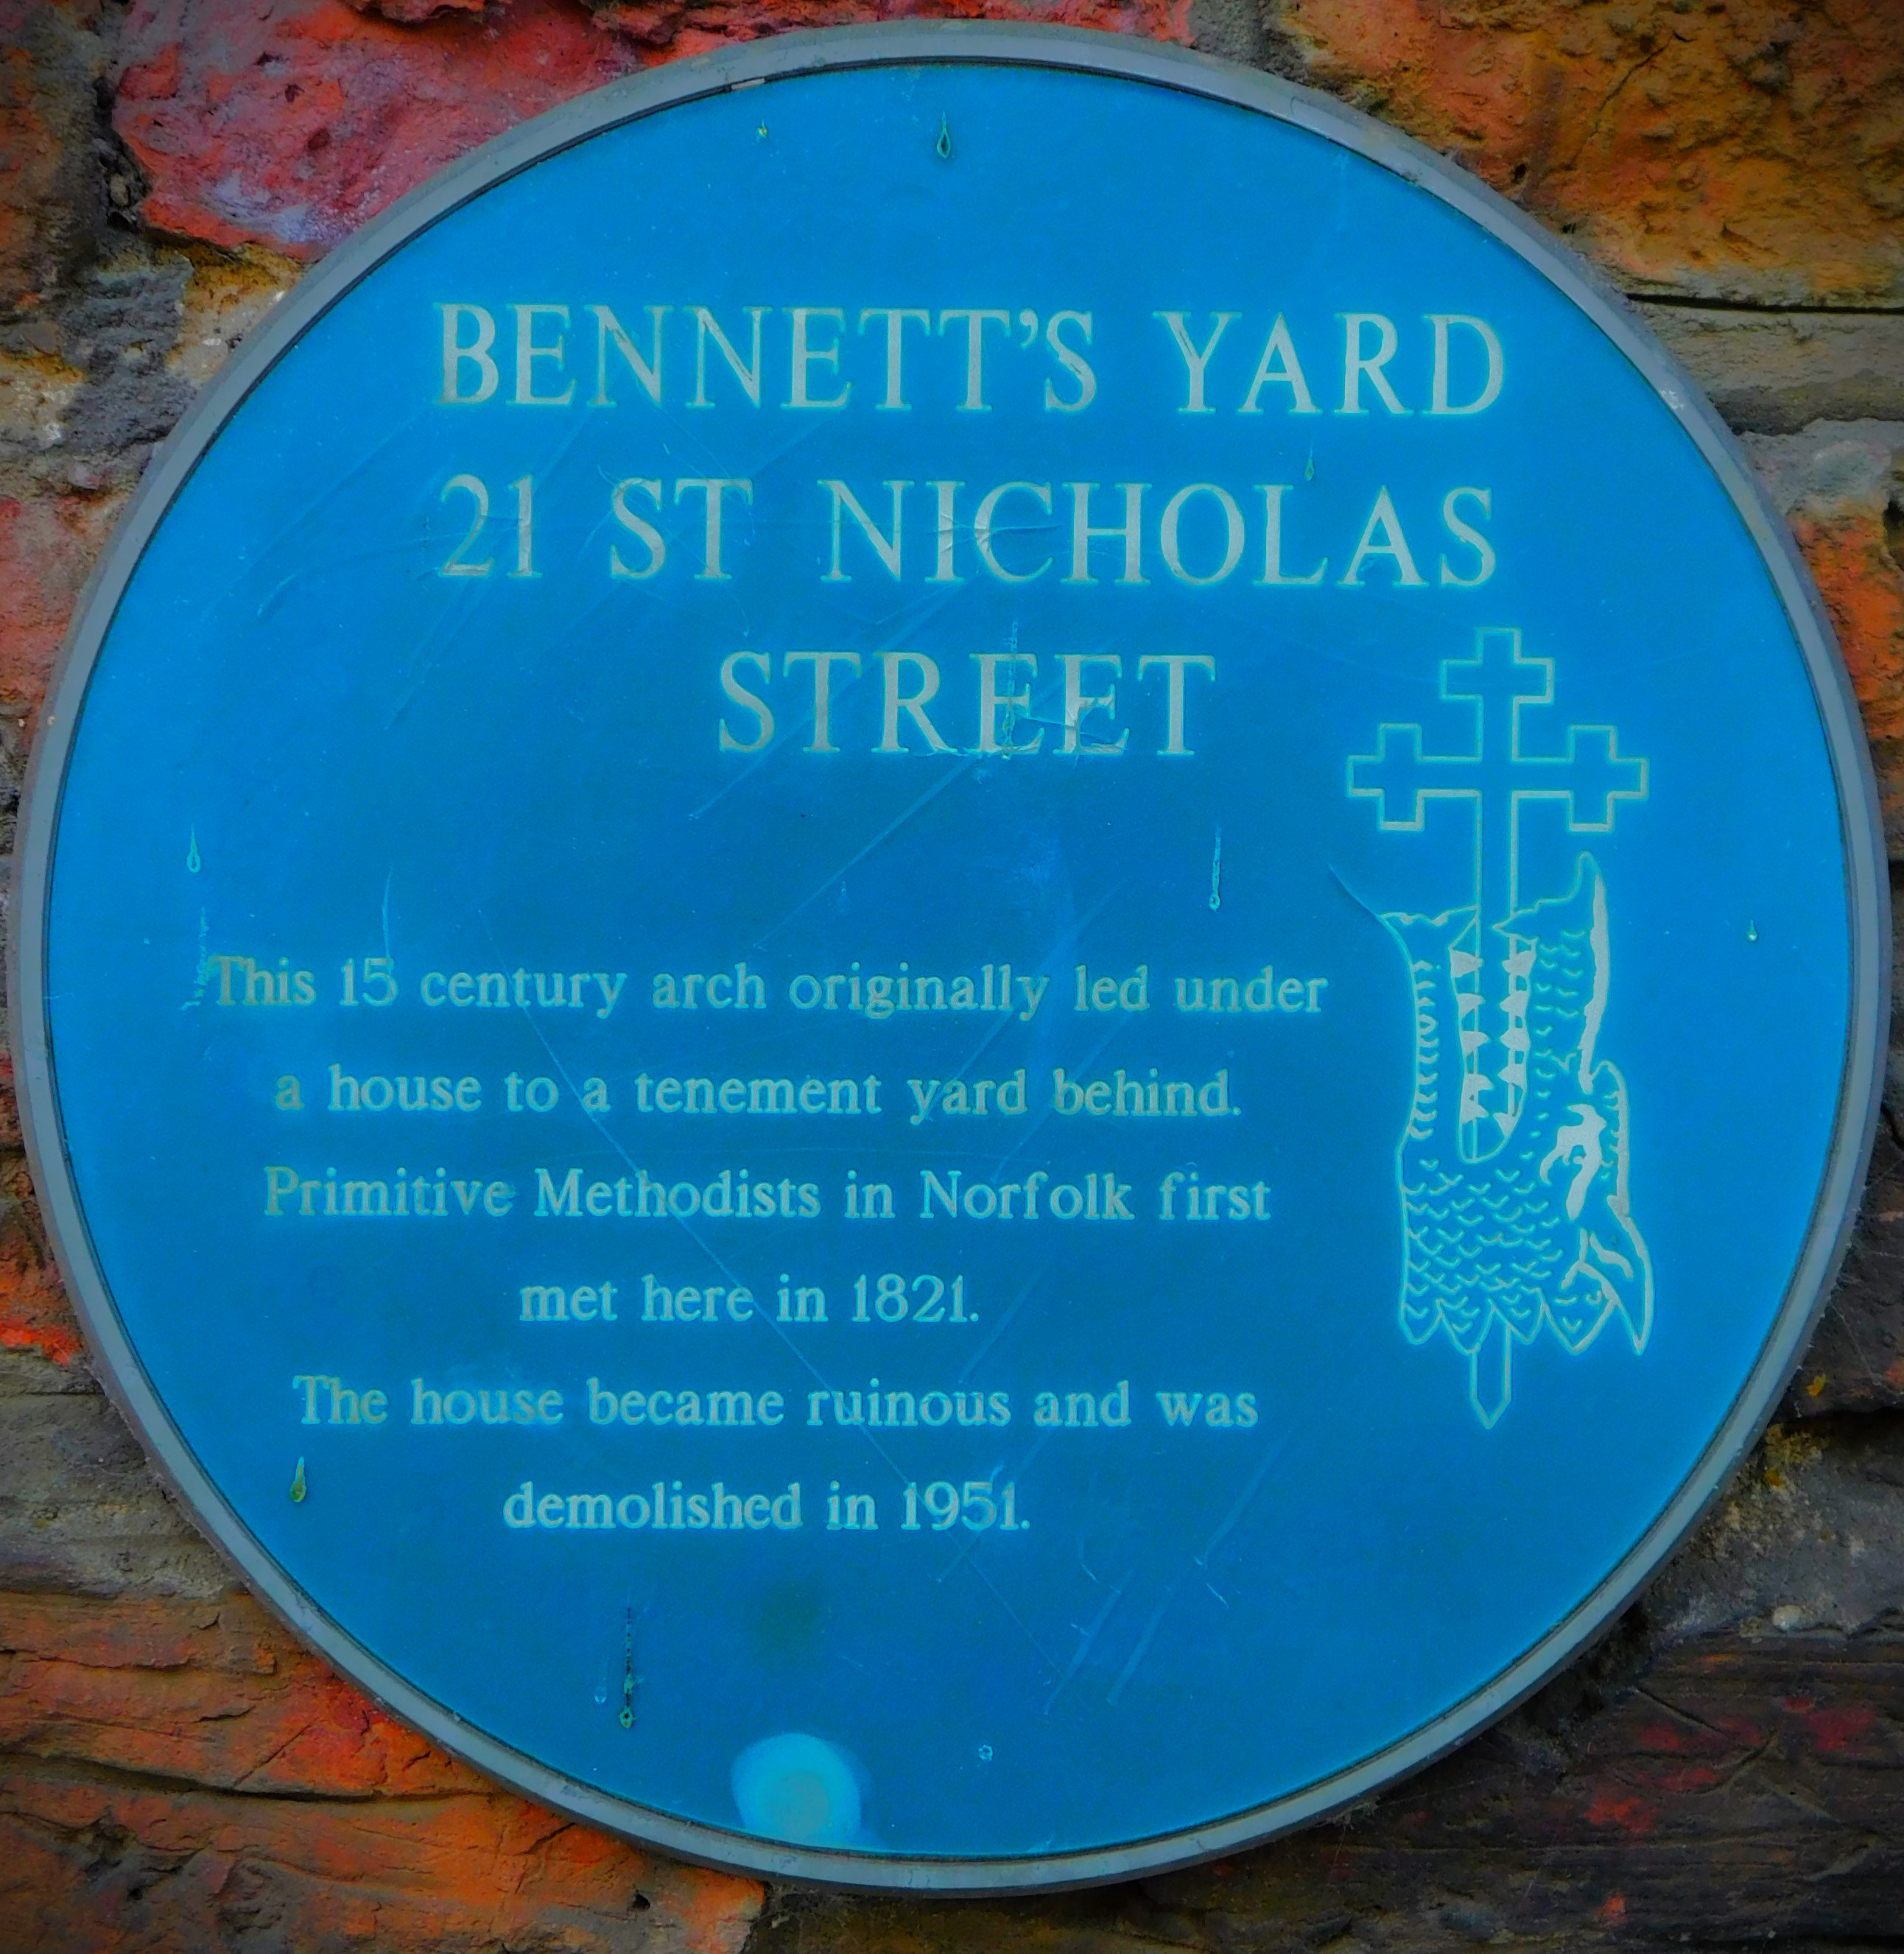 BENNETT'S YARD
21 ST NICHOLAS
STREET
This 15 century arch originally led under
a house to a tenement yard behind.
Primitive Methodists in Norfolk first
met here in 1821.
The house became ruinous and was
demolished in 1951.